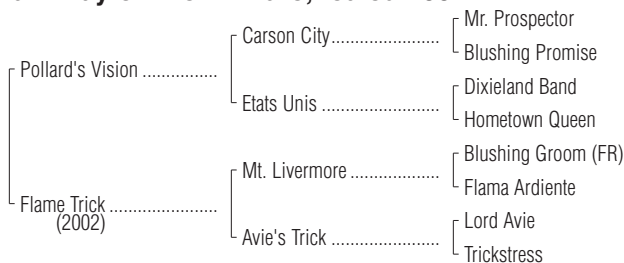 Pollard's Vision ...............
Flame Trick ......................
(2002)
Carson City......................
Etats Unis ........................
Mt. Livermore ..................
Avie's Trick ......................
Mr. Prospector
Blushing Promise
Dixieland Band
Hometown Queen
Blushing Groom (FR)
Flama Ardiente
Lord Avie
Trickstress